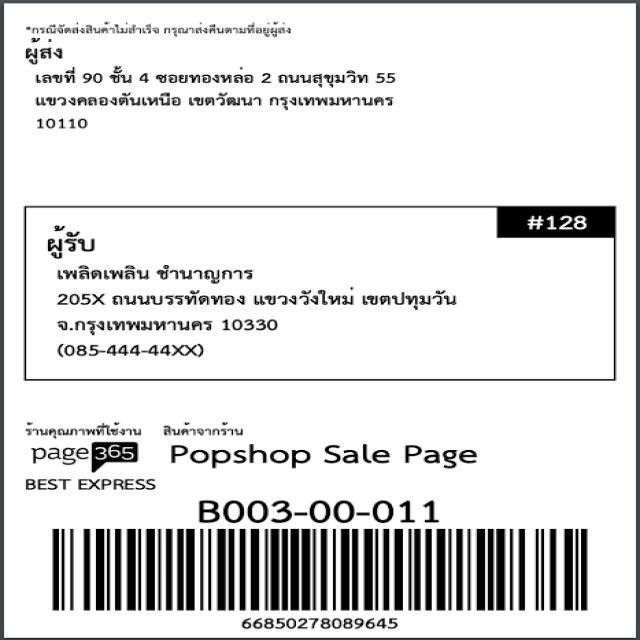 *กรณีจัดส่งสินค้าไม่สำเร็จ กรุณาส่งคืนตามที่อยู่ผู้ส่ง
ผู้ส่ง
เลขที่ 90 ชั้น 4 ซอยทองหล่อ 2 ถนนสุขุมวิท 55
แขวงคลองตันเหนือ เขตวัฒนา กรุงเทพมหานคร
10110
#128
ผู้รับ
เพลิดเพลิน ชำนาญการ
205X ถนนบรรทัดทอง แขวงวังใหม่ เขตปทุมวัน
จ.กรุงเทพมหานคร 10330
(085-444-44XX)
ร้านคุณภาพที่ใช้งาน สินค้าจากร้าน
page365 Popshop Sale Page
BEST EXPRESS
B003-00-011
66850278089645